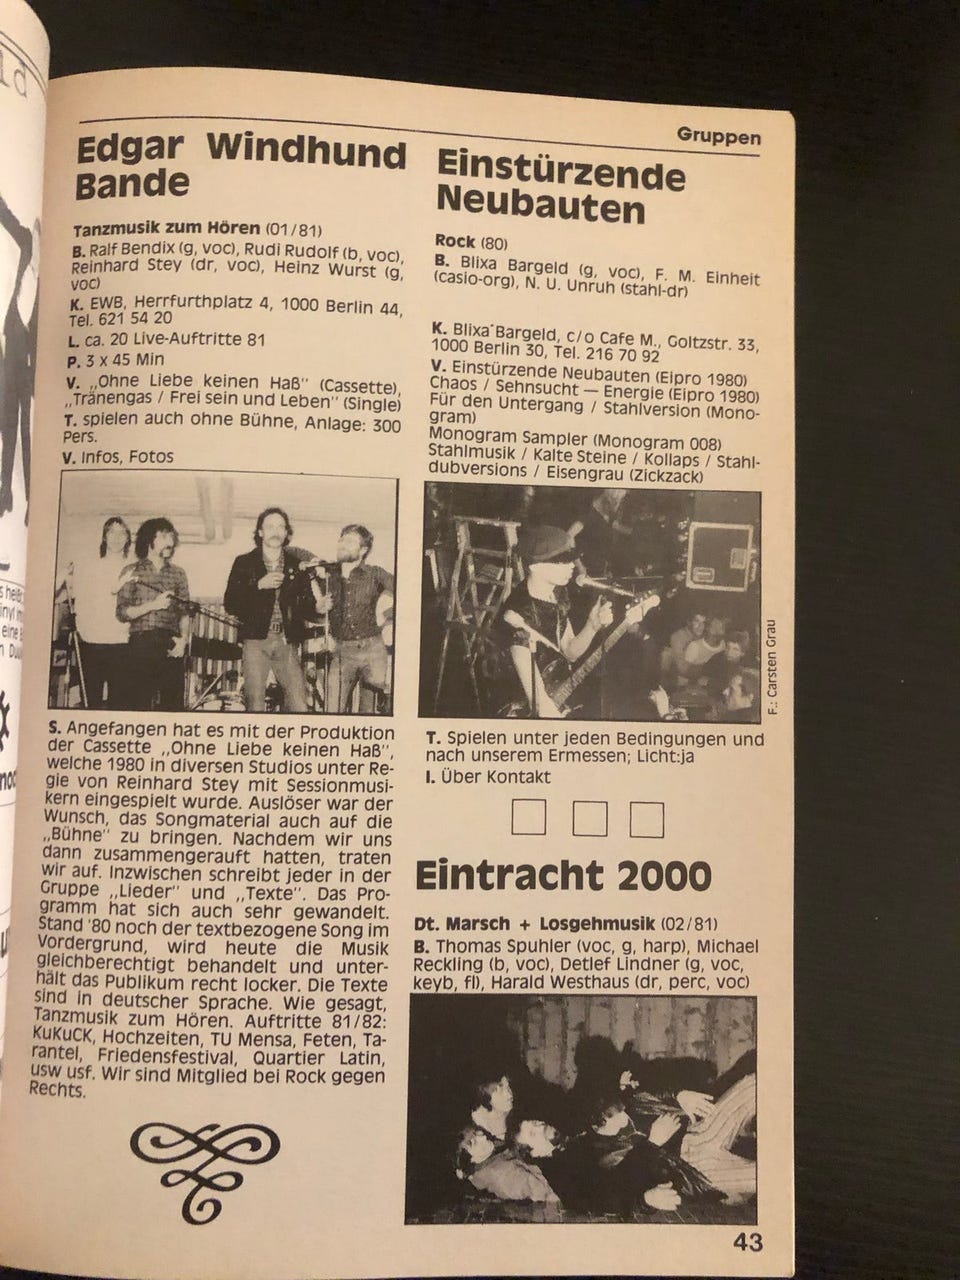 ld
Gruppen
Edgar Windhund
Bande
Tanzmusik zum Hören (01/81)
B. Ralf Bendix (g, voc), Rudi Rudolf (b, voc),
Reinhard Stey (dr, voc), Heinz Wurst (g,
voc)
K. EWB, Herrfurthplatz 4, 1000 Berlin 44,
Tel. 621 54 20
L. ca. 20 Live-Auftritte 81
P. 3 x 45 Min
V. „Ohne Liebe keinen Haß" (Cassette),
„Tränengas / Frei sein und Leben" (Single)
T. spielen auch ohne Bühne, Anlage: 300
Pers.
V. Infos, Fotos
S. Angefangen hat es mit der Produktion
der Cassette „Ohne Liebe keinen Haß",
welche 1980 in diversen Studios unter Re-
gie von Reinhard Stey mit Sessionmusi-
kern eingespielt wurde. Auslöser war der
Wunsch, das Songmaterial auch auf die
„Bühne" zu bringen. Nachdem wir uns
dann zusammengerauft hatten, traten
wir auf. Inzwischen schreibt jeder in der
Gruppe „Lieder" und „Texte". Das Pro-
gramm hat sich auch sehr gewandelt.
Stand '80 noch der textbezogene Song im
Vordergrund, wird heute die Musik
gleichberechtigt behandelt und unter-
hält das Publikum recht locker. Die Texte
sind in deutscher Sprache. Wie gesagt,
Tanzmusik zum Hören. Auftritte 81/82:
KuKuCK, Hochzeiten, TU Mensa, Feten, Ta-
rantel, Friedensfestival, Quartier Latin,
usw usf. Wir sind Mitglied bei Rock gegen
Rechts.
Einstürzende
Neubauten
Rock (80)
B. Blixa Bargeld (g, voc), F. M. Einheit
(casio-org), N. U. Unruh (stahl-dr)
K. Blixa Bargeld, c/o Cafe M., Goltzstr. 33,
1000 Berlin 30, Tel. 216 70 92
V. Einstürzende Neubauten (Eipro 1980)
Chaos / Sehnsucht — Energie (Eipro 1980)
Für den Untergang / Stahlversion (Mono-
gram)
Monogram Sampler (Monogram 008)
Stahlmusik / Kalte Steine / Kollaps / Stahl-
dubversions / Eisengrau (Zickzack)
F.: Carsten Grau
T. Spielen unter jeden Bedingungen und
nach unserem Ermessen; Licht:ja
I. Über Kontakt
Eintracht 2000
Dt. Marsch + Losgehmusik (02/81)
B. Thomas Spuhler (voc, g, harp), Michael
Reckling (b, voc), Detlef Lindner (g, voc,
keyb, fl), Harald Westhaus (dr, perc, voc)
43